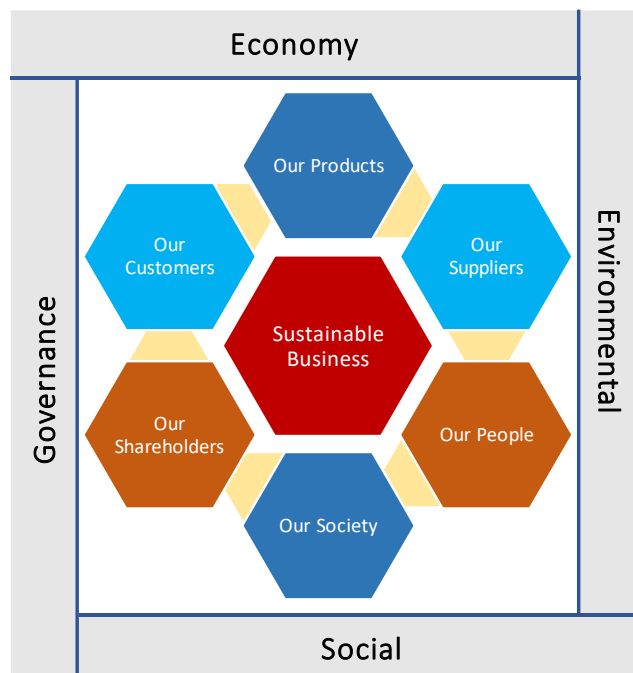 Economy
Our Products
Our
Customers
Our
Suppliers
Environmental
Sustainable
Business
Governance
Our
Shareholders
Our People
Our Society
Social